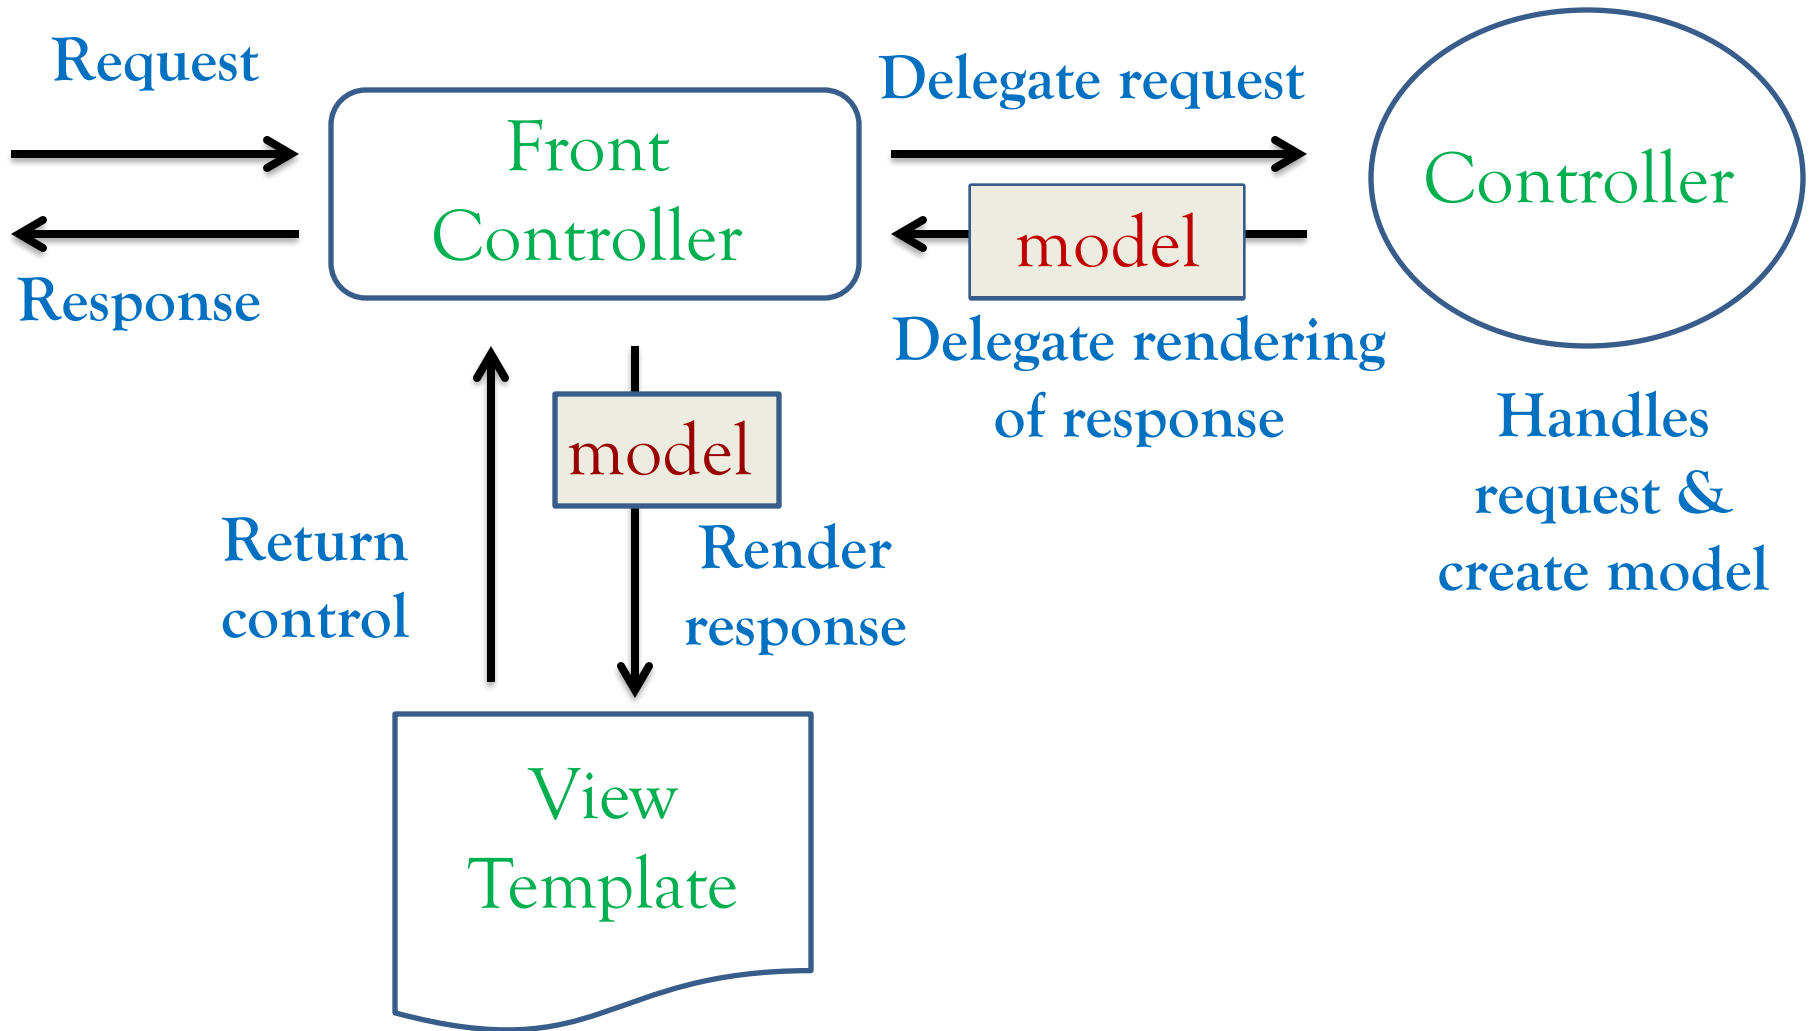 Request
Response
Front
Controller
Delegate request
model
Delegate rendering
of response
Controller
Handles
request &
create model
Return
control
model
Render
response
View
Template